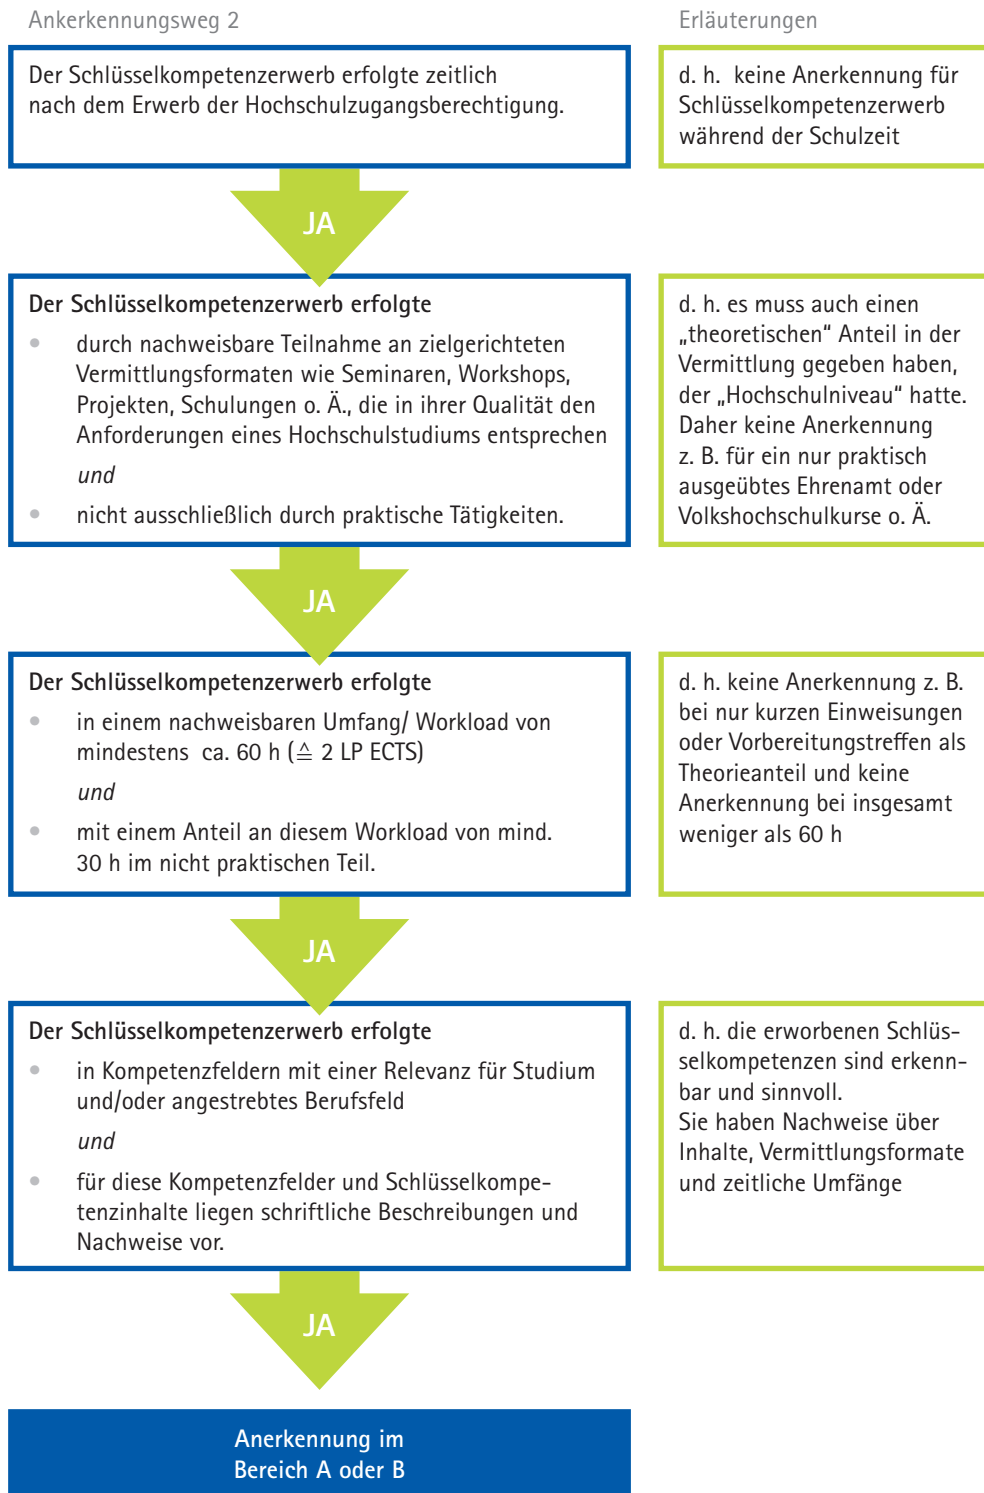 Ankerkennungsweg 2
Erläuterungen
Der Schlüsselkompetenzerwerb erfolgte zeitlich
nach dem Erwerb der Hochschulzugangsberechtigung.
d. h. keine Anerkennung für
Schlüsselkompetenzerwerb
während der Schulzeit
JA
Der Schlüsselkompetenzerwerb erfolgte
• durch nachweisbare Teilnahme an zielgerichteten
Vermittlungsformaten wie Seminaren, Workshops,
Projekten, Schulungen o. Ä., die in ihrer Qualität den
Anforderungen eines Hochschulstudiums entsprechen
und
• nicht ausschließlich durch praktische Tätigkeiten.
d. h. es muss auch einen
„theoretischen" Anteil in der
Vermittlung gegeben haben,
der „Hochschulniveau" hatte.
Daher keine Anerkennung
z. B. für ein nur praktisch
ausgeübtes Ehrenamt oder
Volkshochschulkurse o. Ä.
JA
Der Schlüsselkompetenzerwerb erfolgte
• in einem nachweisbaren Umfang/ Workload von
mindestens ca. 60 h (≙ 2 LP ECTS)
und
• mit einem Anteil an diesem Workload von mind.
30 h im nicht praktischen Teil.
d. h. keine Anerkennung z. B.
bei nur kurzen Einweisungen
oder Vorbereitungstreffen als
Theorieanteil und keine
Anerkennung bei insgesamt
weniger als 60 h
JA
Der Schlüsselkompetenzerwerb erfolgte
• in Kompetenzfeldern mit einer Relevanz für Studium
und/oder angestrebtes Berufsfeld
und
• für diese Kompetenzfelder und Schlüsselkompe-
tenzinhalte liegen schriftliche Beschreibungen und
Nachweise vor.
d. h. die erworbenen Schlüs-
selkompetenzen sind erkenn-
bar und sinnvoll.
Sie haben Nachweise über
Inhalte, Vermittlungsformate
und zeitliche Umfänge
JA
Anerkennung im
Bereich A oder B